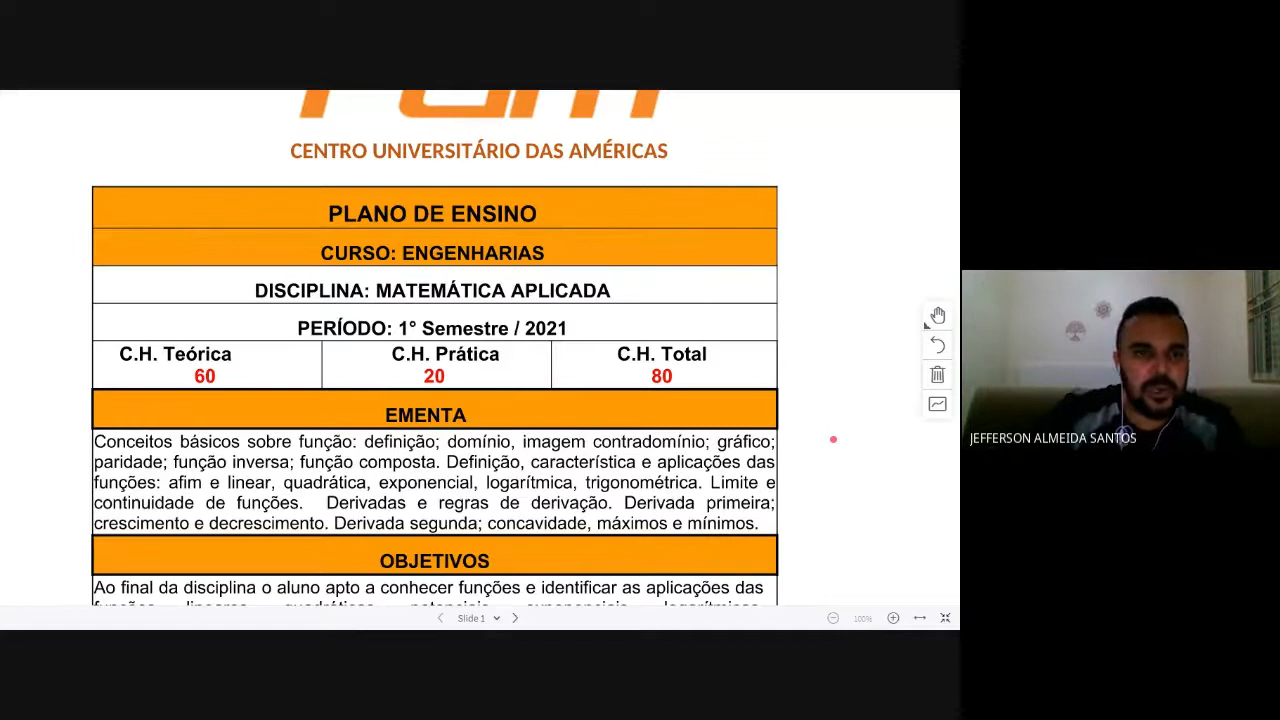 CENTRO UNIVERSITÁRIO DAS AMÉRICAS
PLANO DE ENSINO
CURSO: ENGENHARIAS
DISCIPLINA: MATEMÁTICA APLICADA
PERÍODO: 1° Semestre / 2021
C.H. Teórica C.H. Prática C.H. Total
60 20 80
EMENTA
Conceitos básicos sobre função: definição; domínio, imagem contradomínio; gráfico;
paridade; função inversa; função composta. Definição, característica e aplicações das
funções: afim e linear, quadrática, exponencial, logarítmica, trigonométrica. Limite e
continuidade de funções. Derivadas e regras de derivação. Derivada primeira;
crescimento e decrescimento. Derivada segunda; concavidade, máximos e mínimos.
OBJETIVOS
Ao final da disciplina o aluno apto a conhecer funções e identificar as aplicações das
Slide 1
100%
JEFFERSON ALMEIDA SANTOS